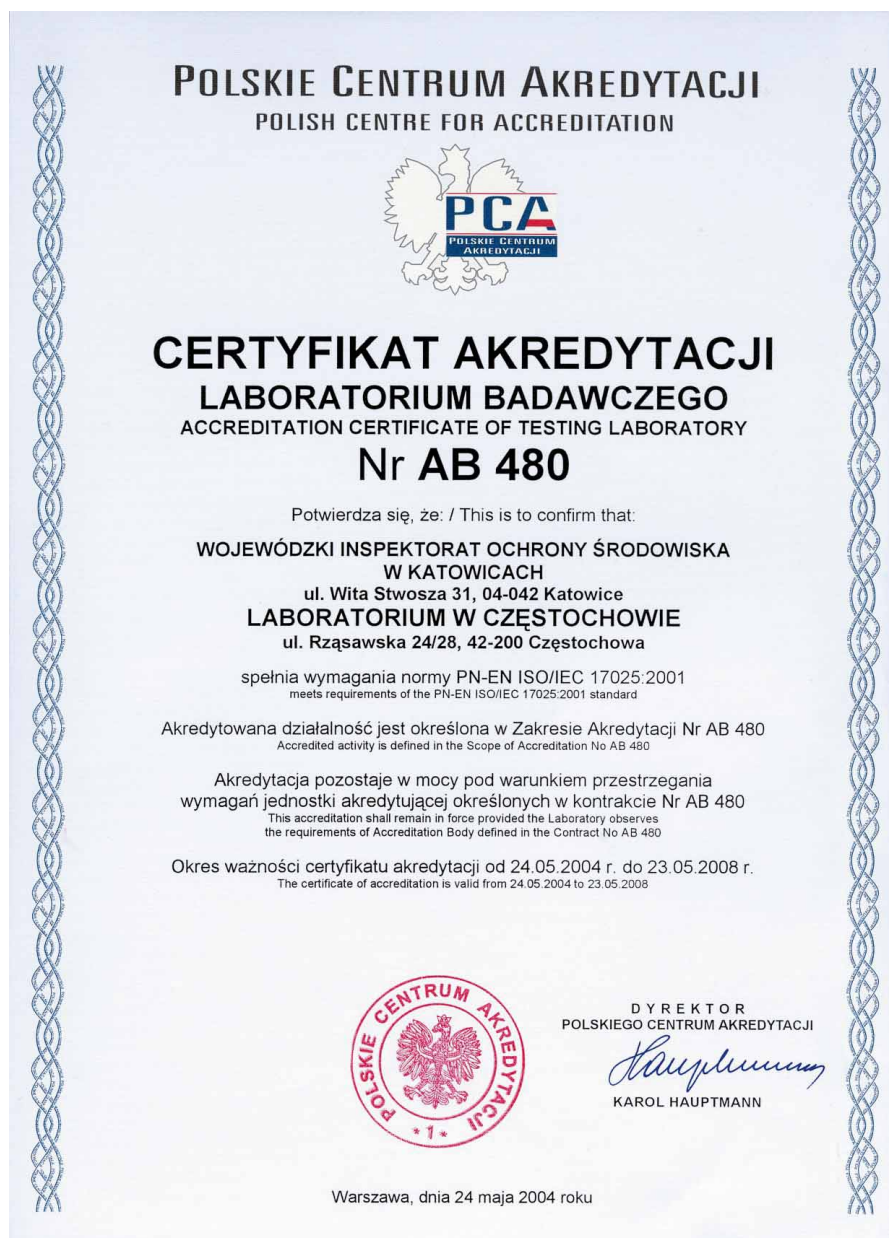 POLSKIE CENTRUM AKREDYTACJI
POLISH CENTRE FOR ACCREDITATION
PCA
POLSKIE CENTRUM
AKREDYTACJI
CERTYFIKAT AKREDYTACJI
LABORATORIUM BADAWCZEGO
ACCREDITATION CERTIFICATE OF TESTING LABORATORY
Nr AB 480
Potwierdza się, że: / This is to confirm that:
WOJEWÓDZKI INSPEKTORAT OCHRONY ŚRODOWISKA
W KATOWICACH
ul. Wita Stwosza 31, 04-042 Katowice
LABORATORIUM W CZĘSTOCHOWIE
ul. Rząsawska 24/28, 42-200 Częstochowa
spełnia wymagania normy PN-EN ISO/IEC 17025:2001
meets requirements of the PN-EN ISO/IEC 17025:2001 standard
Akredytowana działalność jest określona w Zakresie Akredytacji Nr AB 480
Accredited activity is defined in the Scope of Accreditation No AB 480
Akredytacja pozostaje w mocy pod warunkiem przestrzegania
wymagań jednostki akredytującej określonych w kontrakcie Nr AB 480
This accreditation shall remain in force provided the Laboratory observes
the requirements of Accreditation Body defined in the Contract No AB 480
Okres ważności certyfikatu akredytacji od 24.05.2004 r. do 23.05.2008 r.
The certificate of accreditation is valid from 24.05.2004 to 23.05.2008
POLSKIE CENTRUM AKREDYTACJI
* 1 *
DYREKTOR
POLSKIEGO CENTRUM AKREDYTACJI
Hauptmann
KAROL HAUPTMANN
Warszawa, dnia 24 maja 2004 roku